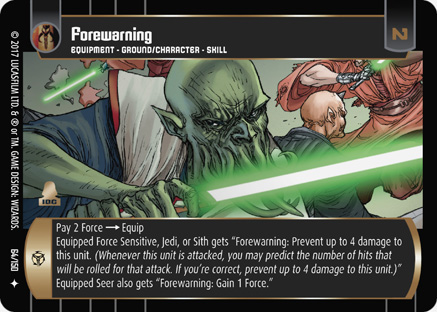 Forewarning
EQUIPMENT - GROUND/CHARACTER - SKILL
N
© 2017 LUCASFILM LTD. & ® or TM. GAME DESIGN: WIZARDS.
64/150
IDC
Pay 2 Force → Equip
Equipped Force Sensitive, Jedi, or Sith gets “Forewarning: Prevent up to 4 damage to
this unit. (Whenever this unit is attacked, you may predict the number of hits that
will be rolled for that attack. If you're correct, prevent up to 4 damage to this unit.)”
Equipped Seer also gets “Forewarning: Gain 1 Force.”